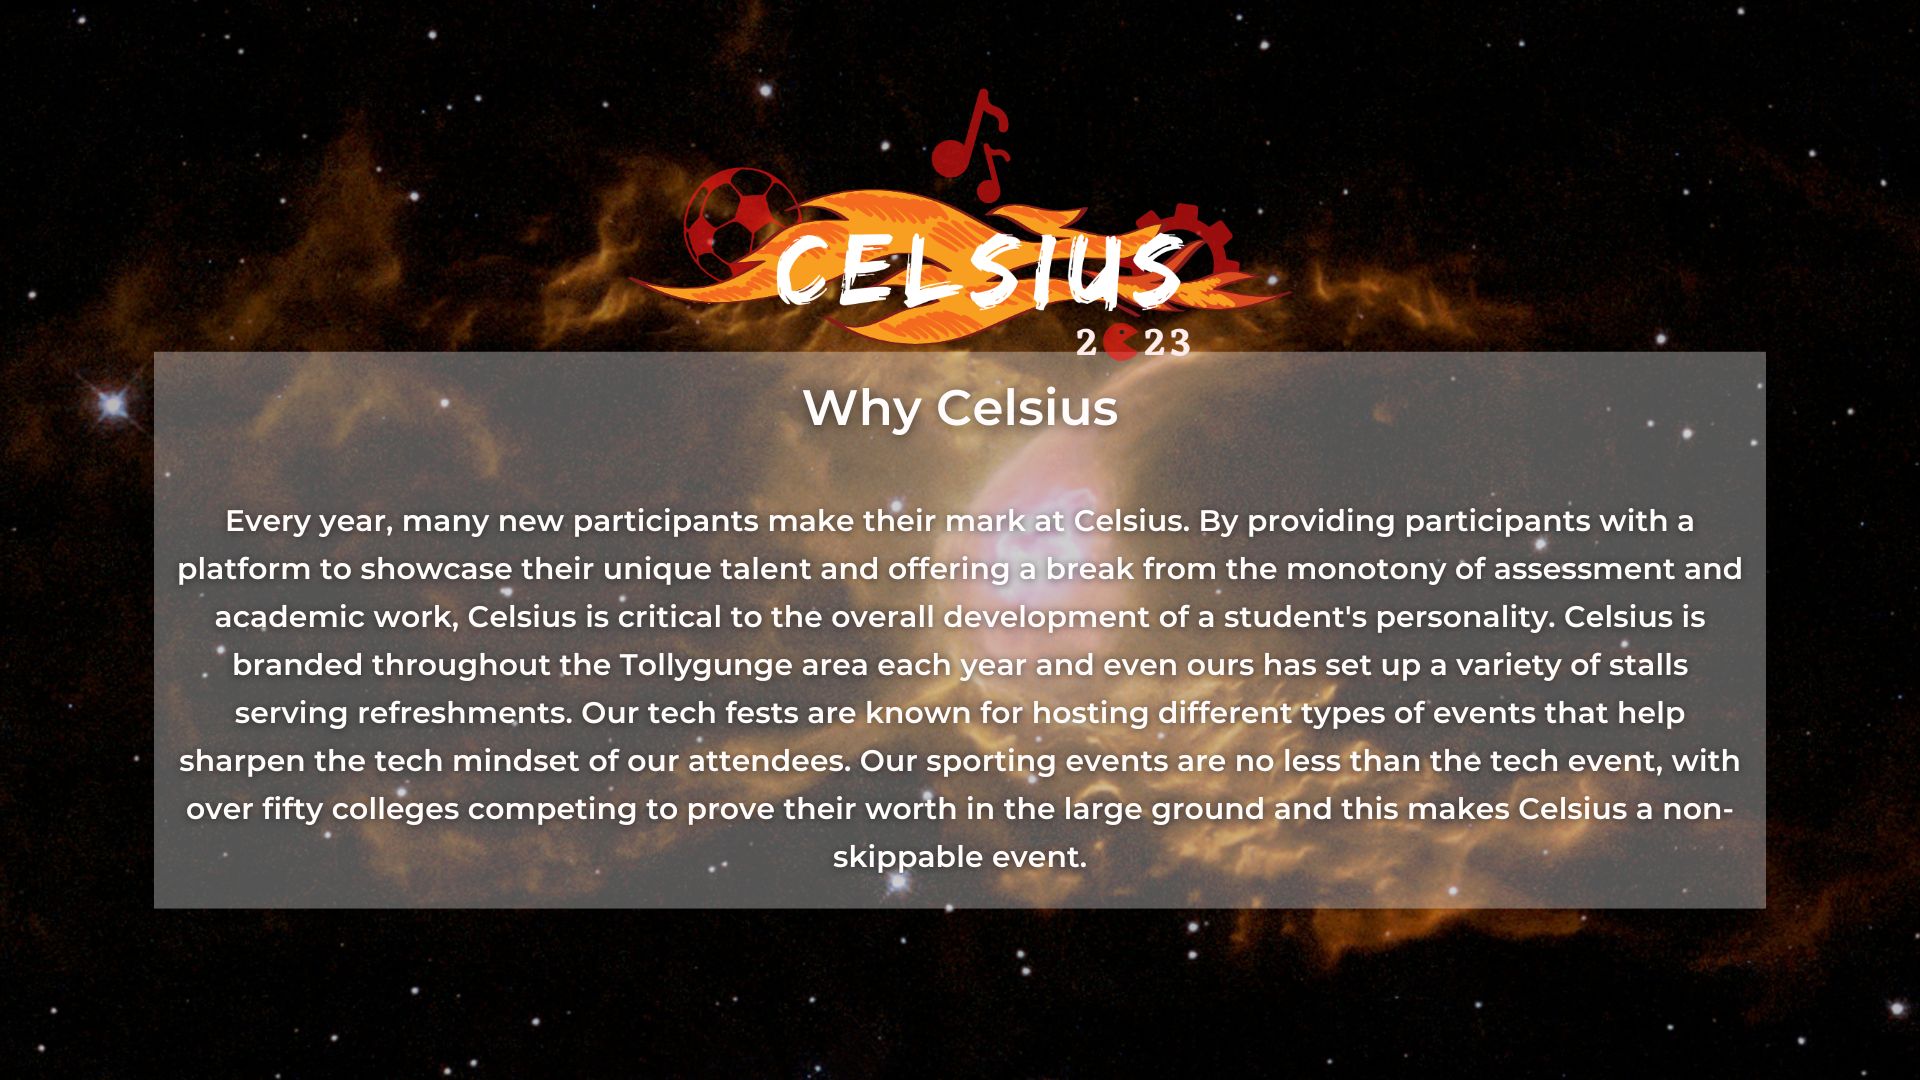 CELSIUS
2023
Why Celsius
Every year, many new participants make their mark at Celsius. By providing participants with a
platform to showcase their unique talent and offering a break from the monotony of assessment and
academic work, Celsius is critical to the overall development of a student's personality. Celsius is
branded throughout the Tollygunge area each year and even ours has set up a variety of stalls
serving refreshments. Our tech fests are known for hosting different types of events that help
sharpen the tech mindset of our attendees. Our sporting events are no less than the tech event, with
over fifty colleges competing to prove their worth in the large ground and this makes Celsius a non-
skippable event.